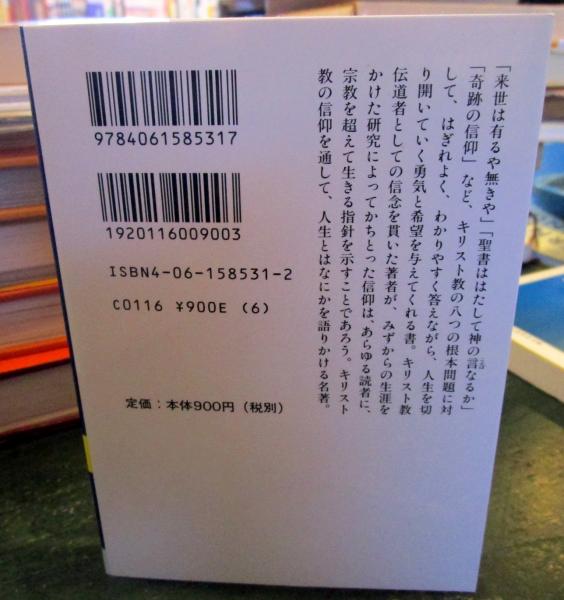 「来世は有るや無きや」「聖書ははたして神の言なるか」
「奇跡の信仰」など、キリスト教の八つの根本問題に対
して、はぎれよく、わかりやすく答えながら、人生を切
り開いていく勇気と希望を与えてくれる書。キリスト教
伝道者としての信念を貫いた著者が、みずからの生涯を
かけた研究によってかちとった信仰は、あらゆる読者に、
宗教を超えて生きる指針を示すことであろう。キリスト
教の信仰を通して、人生とはなにかを語りかける名著。
9784061585317
1920116009003
ISBN4-06-158531-2
C0116 ¥900E (6)
定価:本体900円(税別)